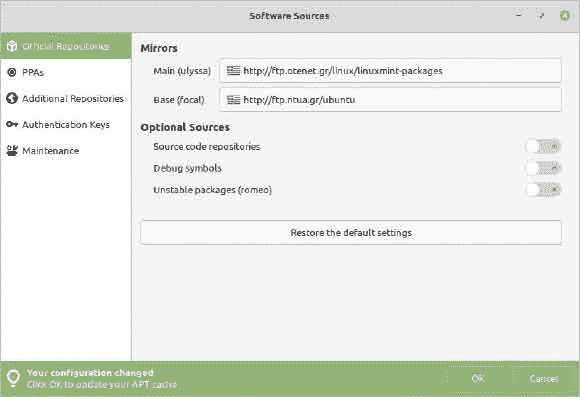 Software Sources
Official Repositories
PPAs
Additional Repositories
Authentication Keys
Maintenance
Mirrors
Main (ulyssa) http://ftp.otenet.gr/linux/linuxmint-packages
Base (focal) http://ftp.ntua.gr/ubuntu
Optional Sources
Source code repositories
Debug symbols
Unstable packages (romeo)
Restore the default settings
Your configuration changed
Click OK to update your APT cache
OK Cancel